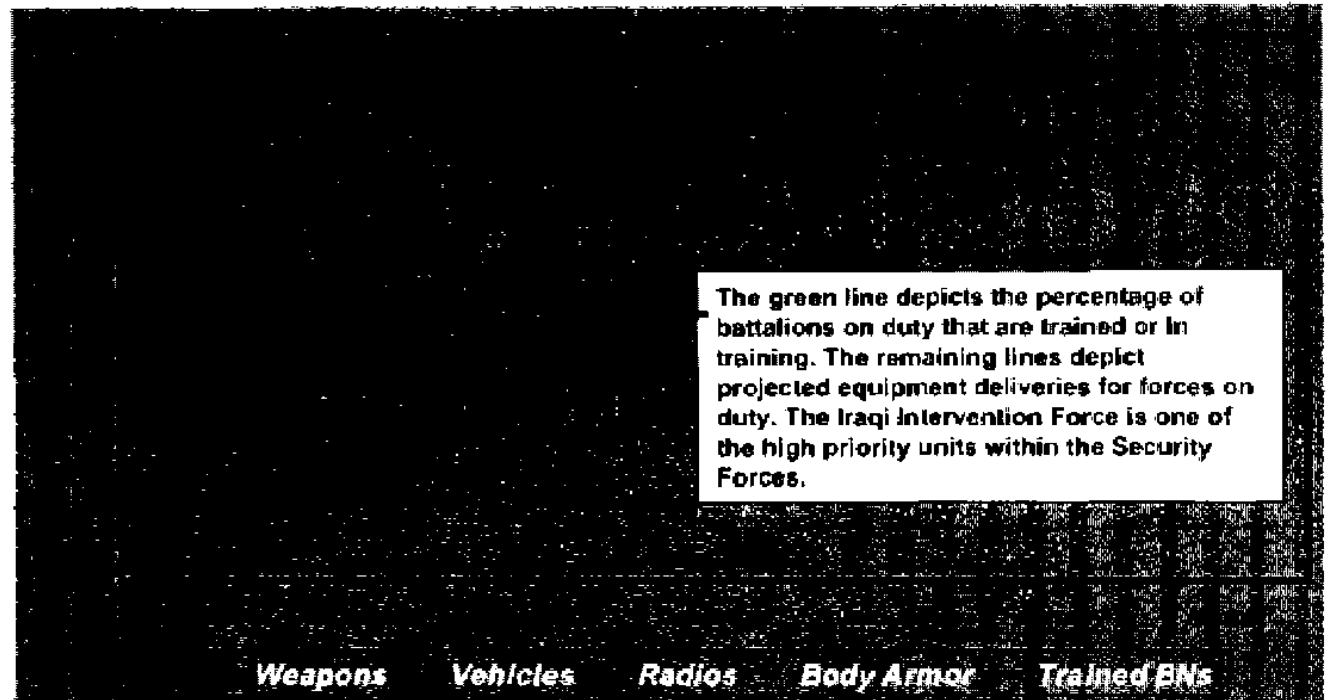 The green line depicts the percentage of
battalions on duty that are trained or in
training. The remaining lines depict
projected equipment deliveries for forces on
duty. The Iraqi Intervention Force is one of
the high priority units within the Security
Forces.
Weapons Vehicles Radios Body Armor Trained BNs